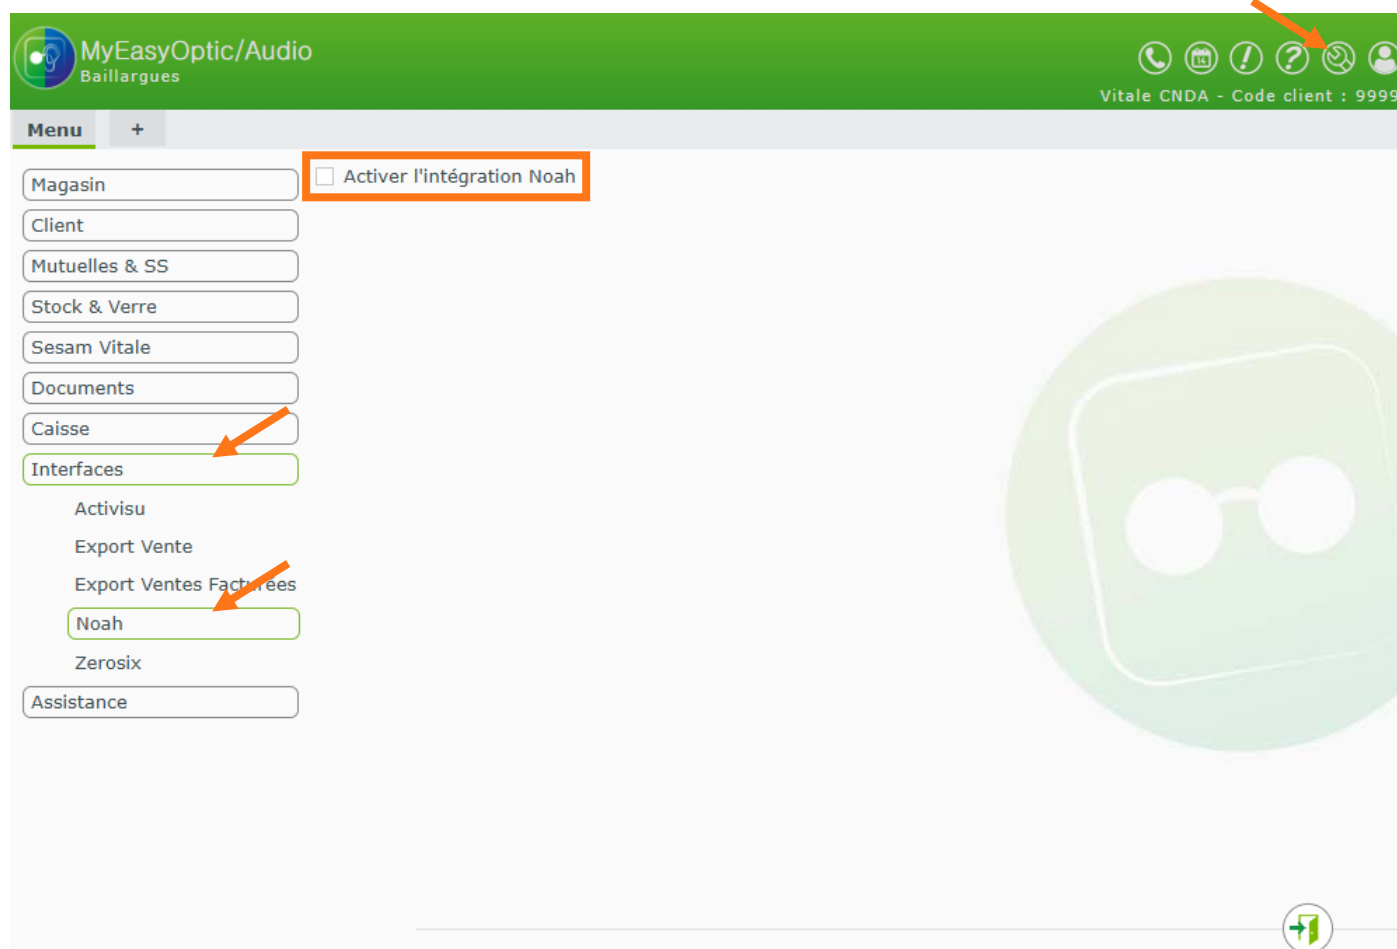 MyEasyOptic/Audio
Baillargues
14
Vitale CNDA - Code client : 9999
Menu +
Activer l'intégration Noah
Magasin
Client
Mutuelles & SS
Stock & Verre
Sesam Vitale
Documents
Caisse
Interfaces
Activisu
Export Vente
Export Ventes Facturées
Noah
Zerosix
Assistance